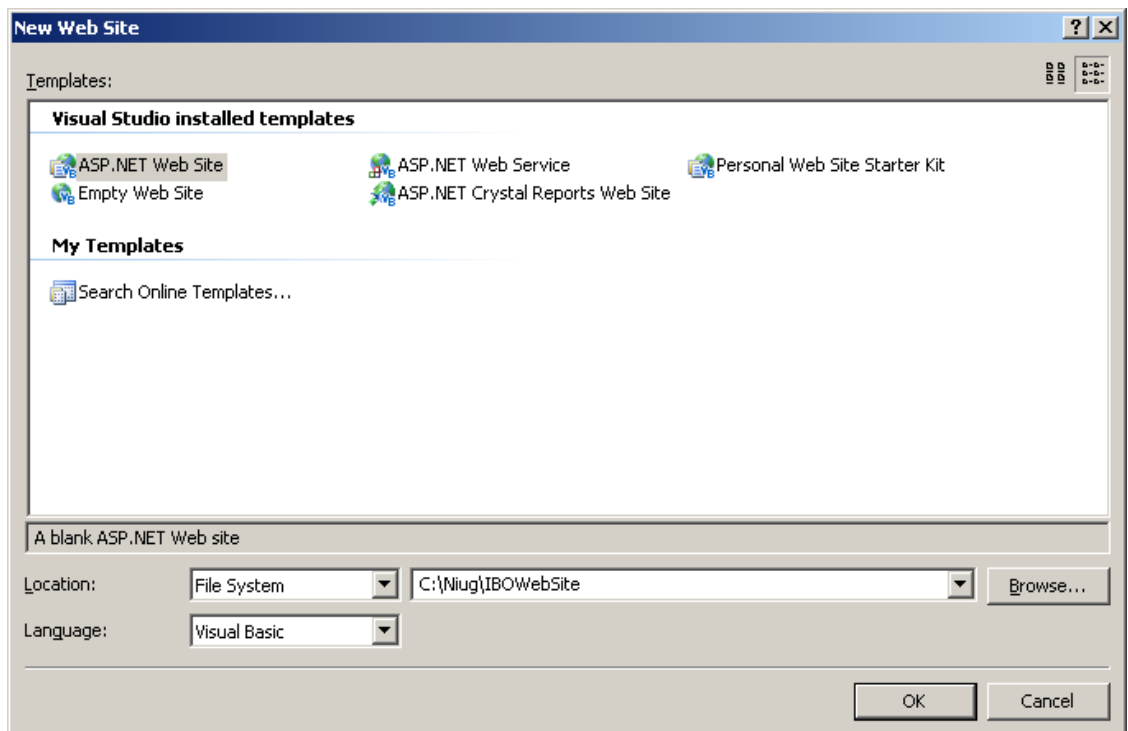 New Web Site
Templates:
Visual Studio installed templates
ASP.NET Web Site ASP.NET Web Service Personal Web Site Starter Kit
Empty Web Site ASP.NET Crystal Reports Web Site
My Templates
Search Online Templates...
A blank ASP.NET Web site
Location: File System C:\Niug\IBOWebSite Browse...
Language: Visual Basic
OK Cancel